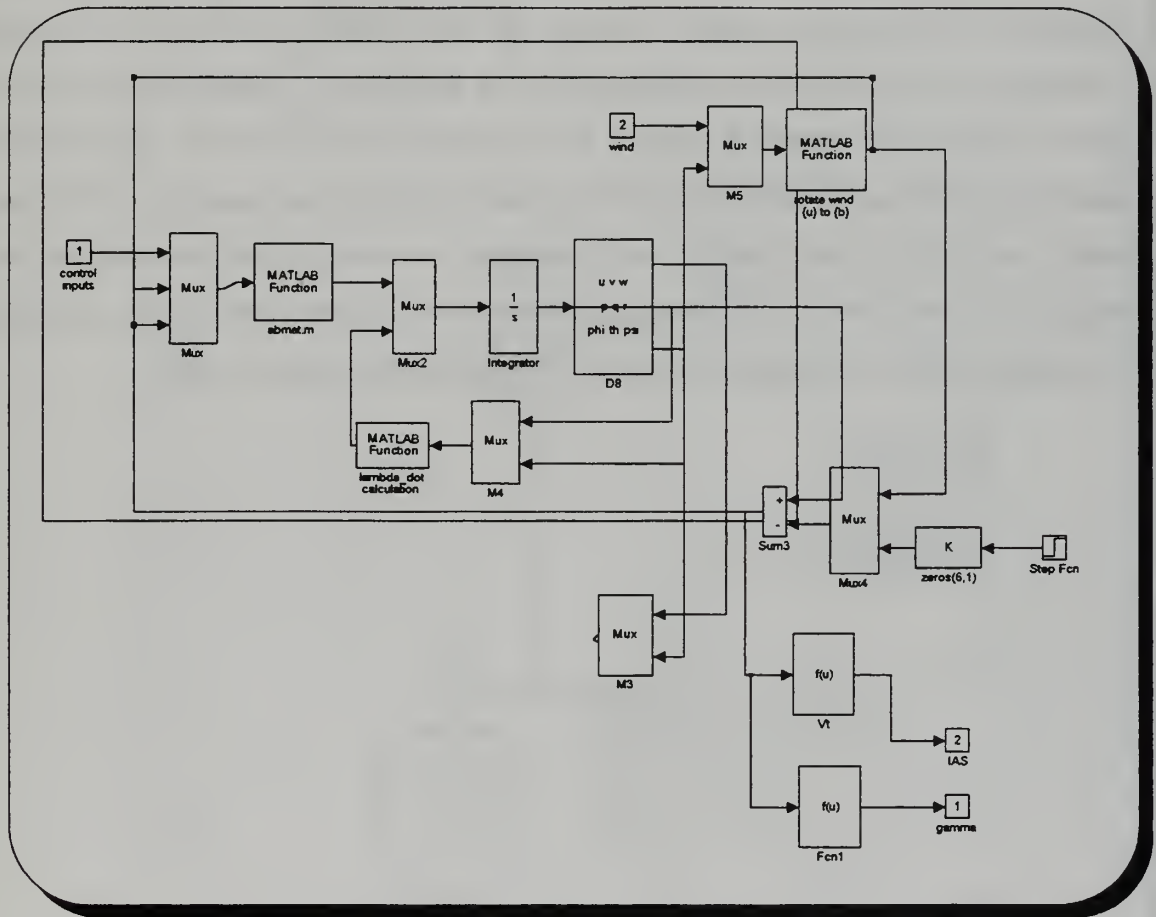 2
wind
Mux
M5
MATLAB
Function
rotate wind
(u) to (b)
1
control
inputs
Mux
Mux
MATLAB
Function
abmat.m
Mux
Mux2
1
s
Integrator
u v w
p q r
phi th psi
D8
MATLAB
Function
lambda_dot
calculation
Mux
M4
+
-
Sum3
Mux
Mux4
K
zeros(6,1)
Step Fcn
Mux
M3
f(u)
Vt
2
IAS
f(u)
Fcn1
1
gamma